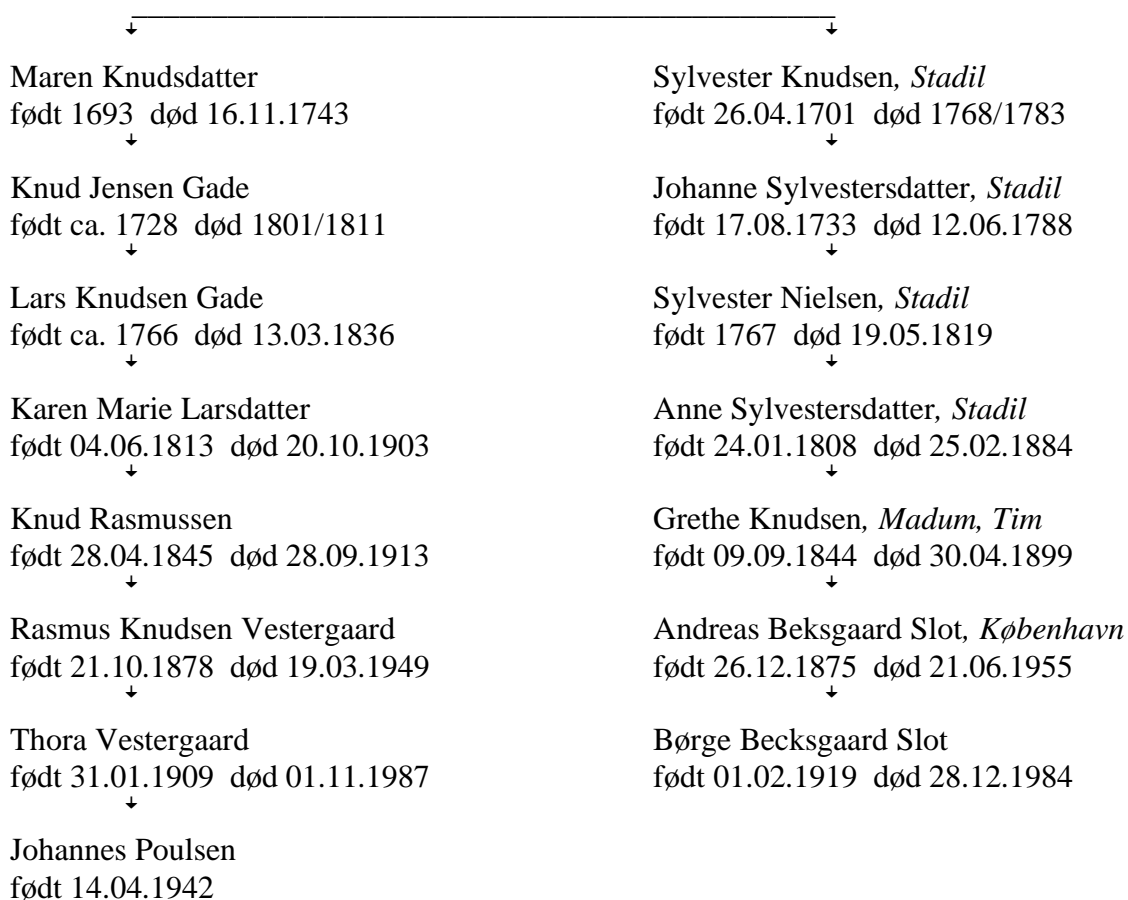 Maren Knudsdatter
født 1693 død 16.11.1743
Knud Jensen Gade
født ca. 1728 død 1801/1811
Lars Knudsen Gade
født ca. 1766 død 13.03.1836
Karen Marie Larsdatter
født 04.06.1813 død 20.10.1903
Knud Rasmussen
født 28.04.1845 død 28.09.1913
Rasmus Knudsen Vestergaard
født 21.10.1878 død 19.03.1949
Thora Vestergaard
født 31.01.1909 død 01.11.1987
Johannes Poulsen
født 14.04.1942
Sylvester Knudsen, Stadil
født 26.04.1701 død 1768/1783
Johanne Sylvestersdatter, Stadil
født 17.08.1733 død 12.06.1788
Sylvester Nielsen, Stadil
født 1767 død 19.05.1819
Anne Sylvestersdatter, Stadil
født 24.01.1808 død 25.02.1884
Grethe Knudsen, Madum, Tim
født 09.09.1844 død 30.04.1899
Andreas Beksgaard Slot, København
født 26.12.1875 død 21.06.1955
Børge Becksgaard Slot
født 01.02.1919 død 28.12.1984